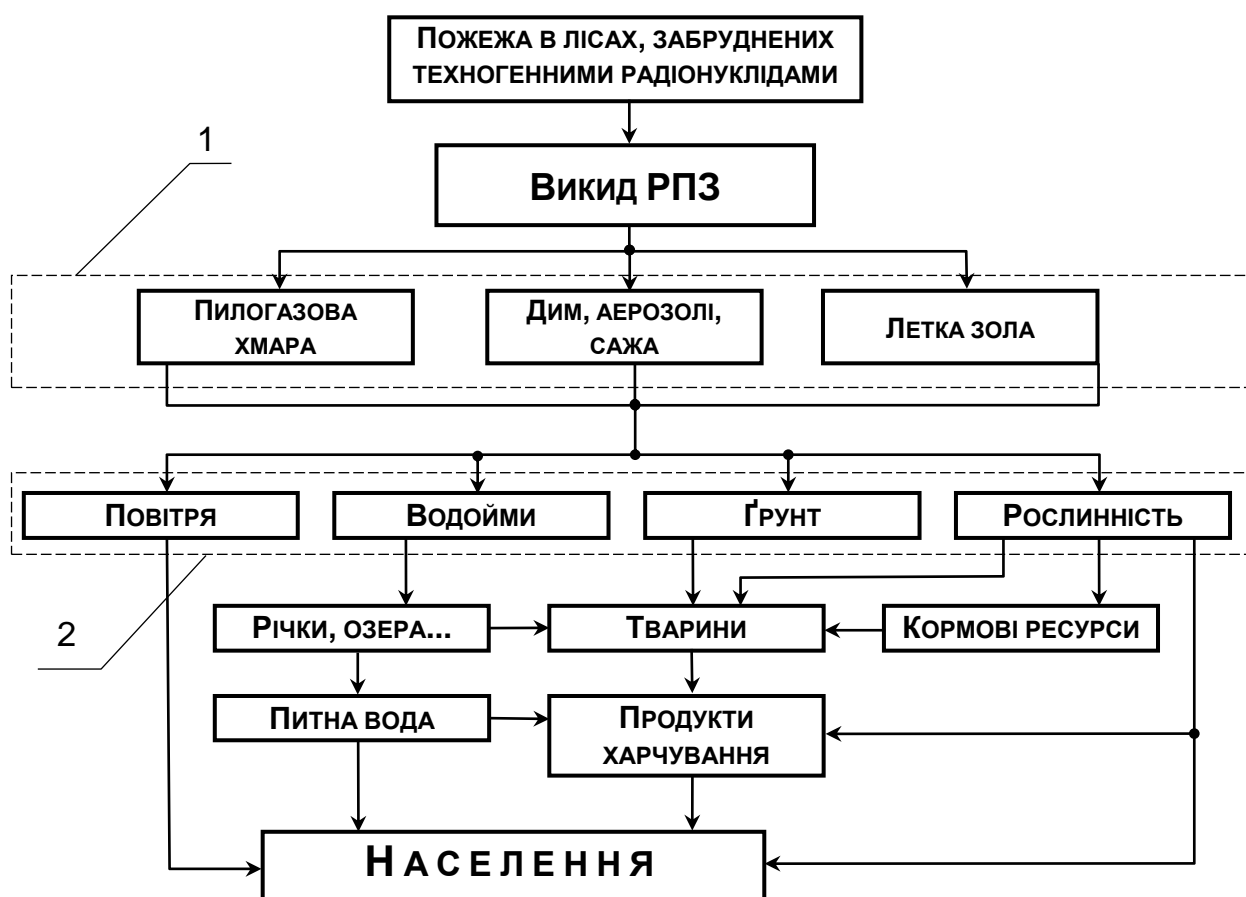 ПОЖЕЖА В ЛІСАХ, ЗАБРУДНЕНИХ
ТЕХНОГЕННИМИ РАДІОНУКЛІДАМИ
1
ВИКИД РПЗ
ПИЛОГАЗОВА
ХМАРА
ДИМ, АЕРОЗОЛІ,
САЖА
ЛЕТКА ЗОЛА
ПОВІТРЯ
ВОДОЙМИ
ҐРУНТ
РОСЛИННІСТЬ
2
РІЧКИ, ОЗЕРА...
ТВАРИНИ
КОРМОВІ РЕСУРСИ
ПИТНА ВОДА
ПРОДУКТИ
ХАРЧУВАННЯ
НАСЕЛЕННЯ